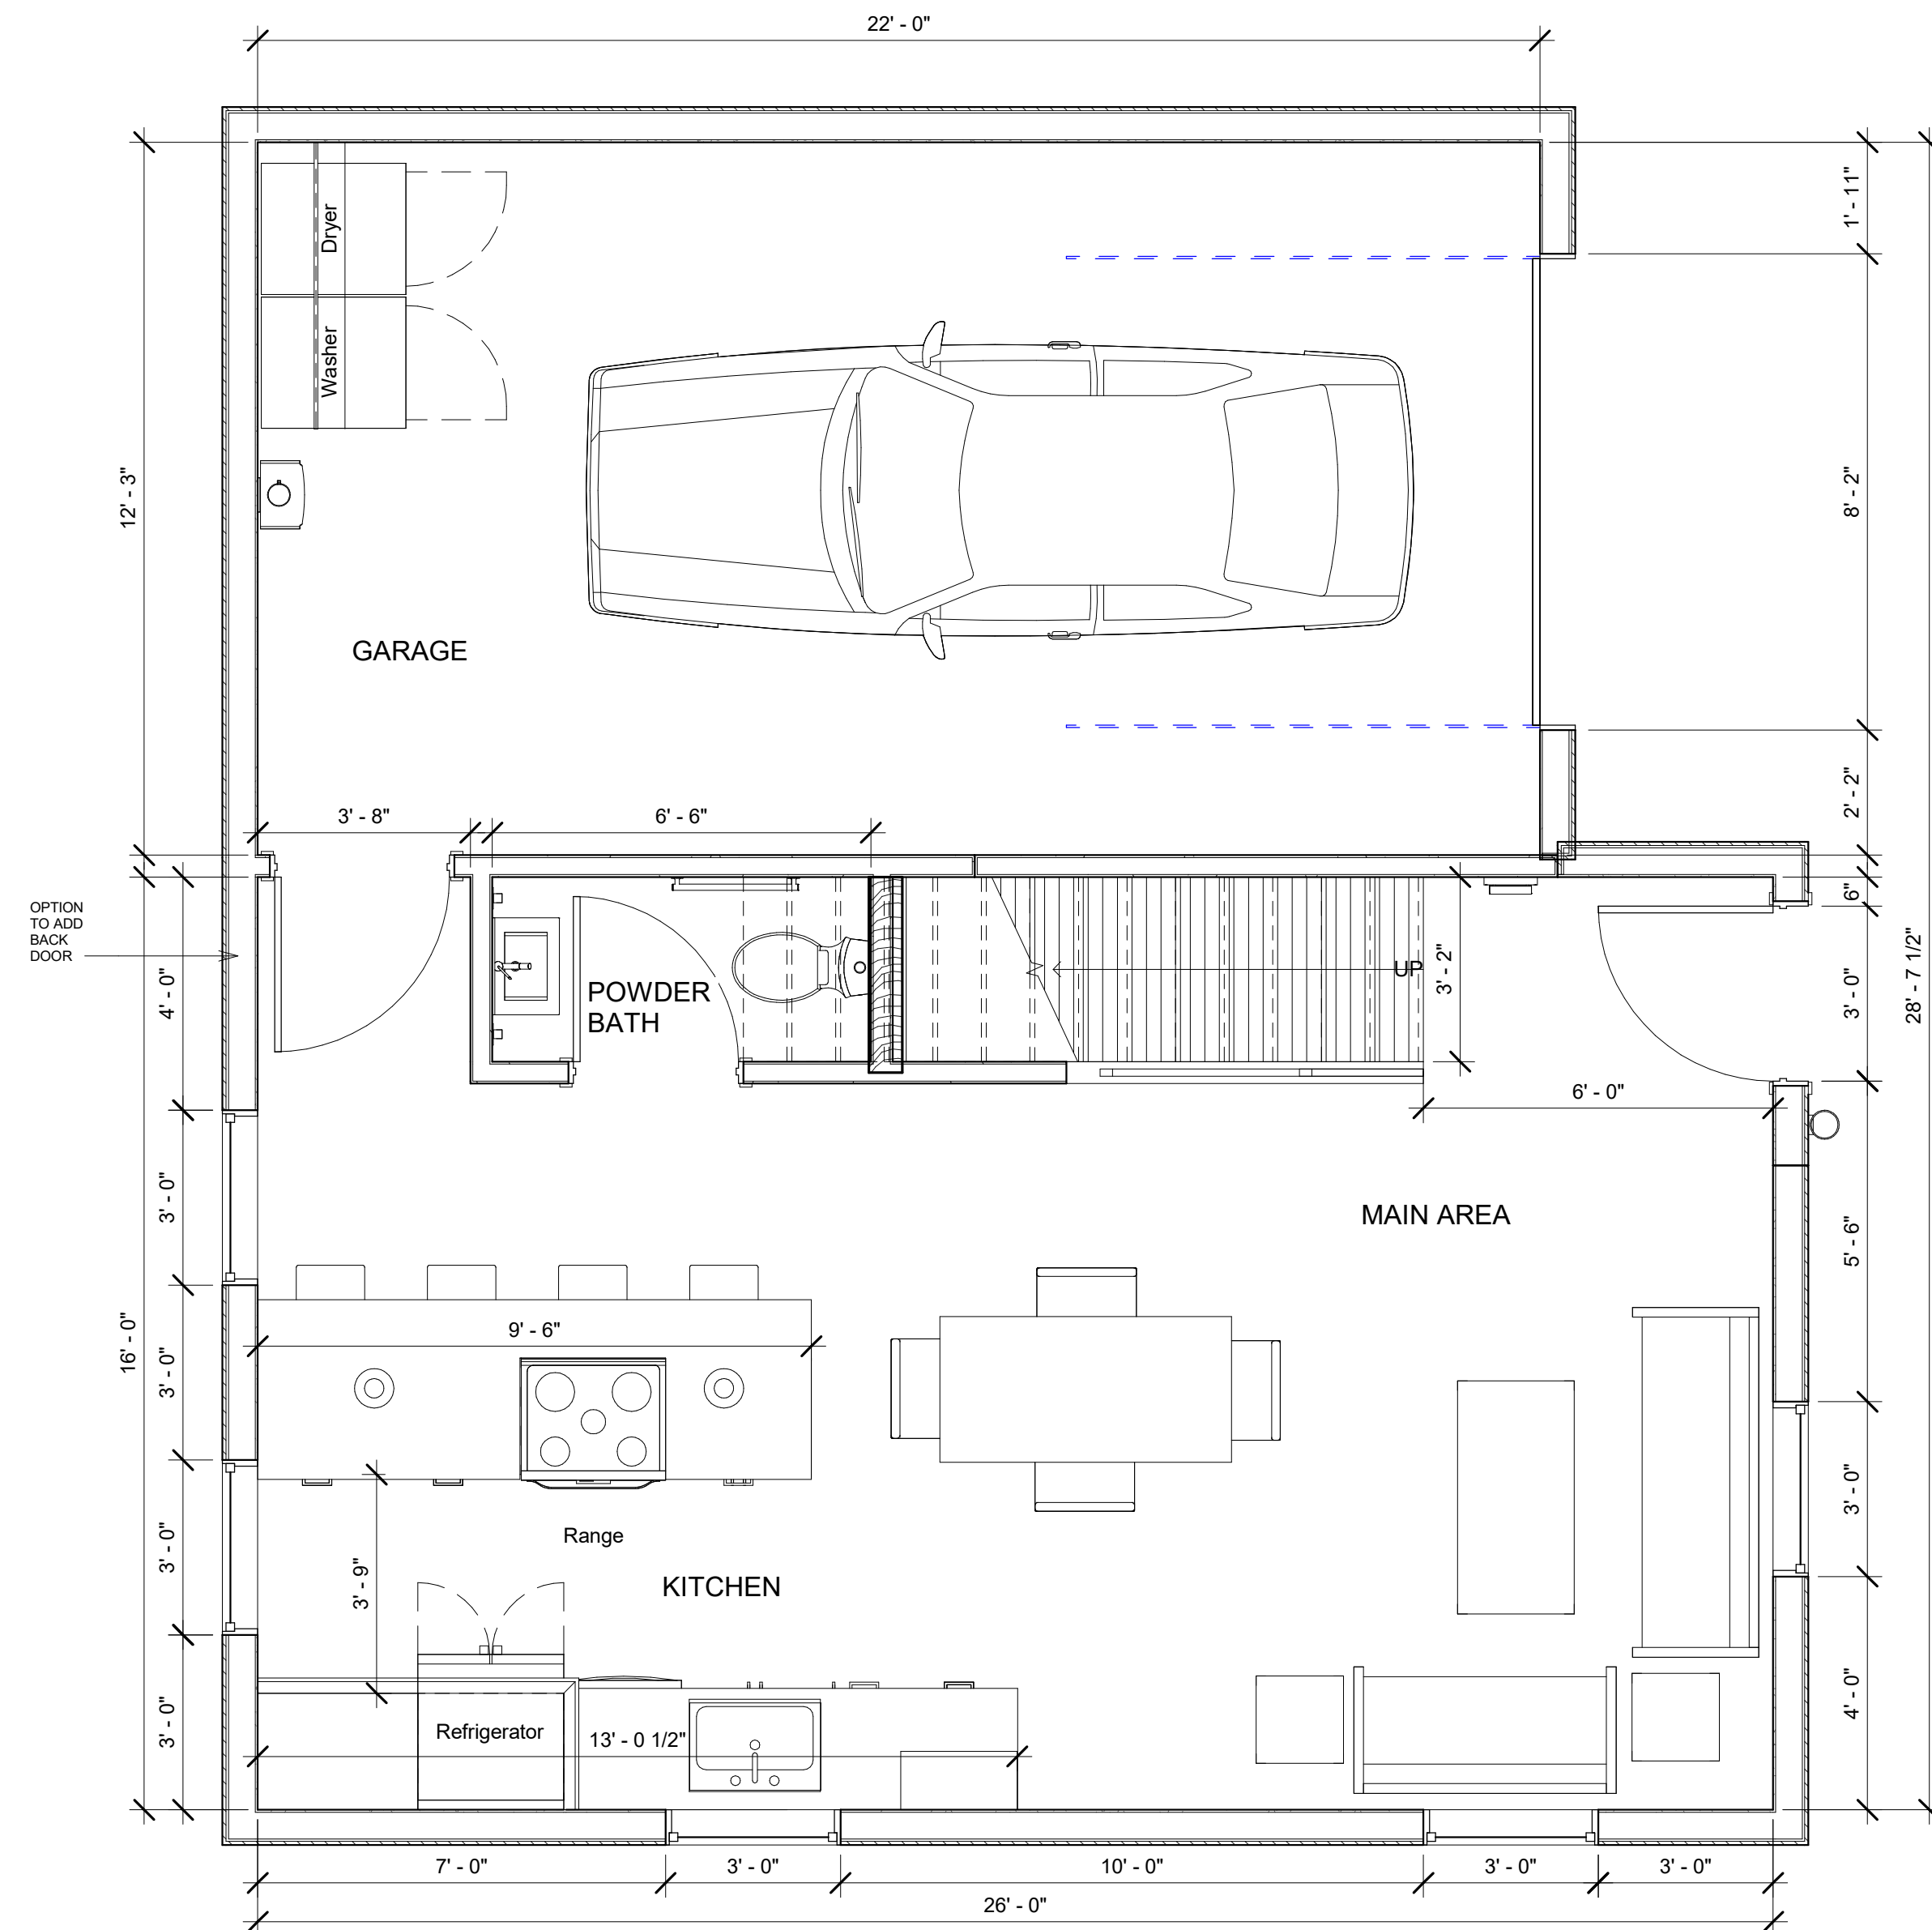 22' - 0"
1' - 11"
Dryer
Washer
12' - 3"
8' - 2"
GARAGE
2' - 2"
3' - 8"
6' - 6"
6"
OPTION
TO ADD
BACK
DOOR
4' - 0"
POWDER
BATH
UP
3' - 2"
3' - 0"
28' - 7 1/2"
6' - 0"
3' - 0"
MAIN AREA
5' - 6"
16' - 0"
9' - 6"
3' - 0"
Range
3' - 0"
3' - 9"
KITCHEN
3' - 0"
Refrigerator
13' - 0 1/2"
3' - 0"
4' - 0"
7' - 0"
3' - 0"
10' - 0"
3' - 0"
3' - 0"
26' - 0"